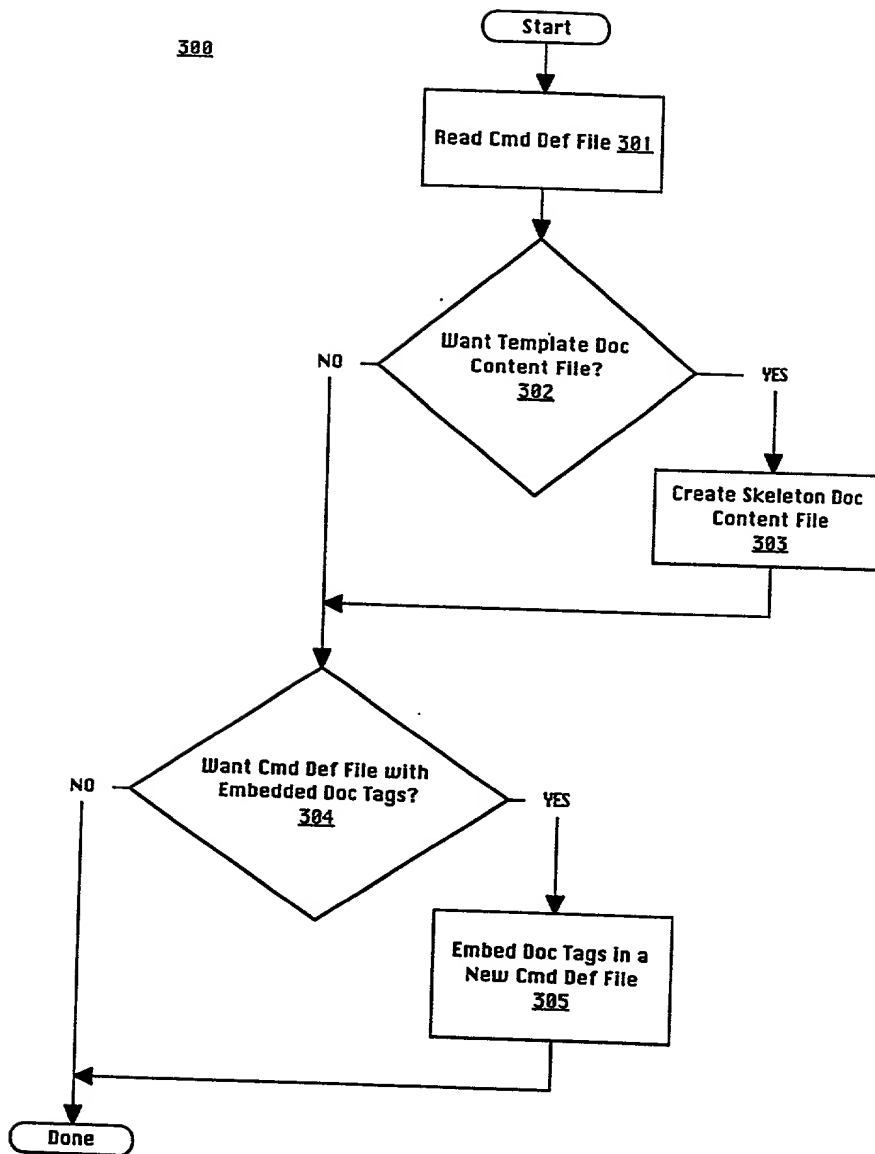 Start
300
Read Cmd Def File 301
Want Template Doc
Content File?
302
NO
YES
Create Skeleton Doc
Content File
303
Want Cmd Def File with
Embedded Doc Tags?
304
NO
YES
Embed Doc Tags in a
New Cmd Def File
305
Done